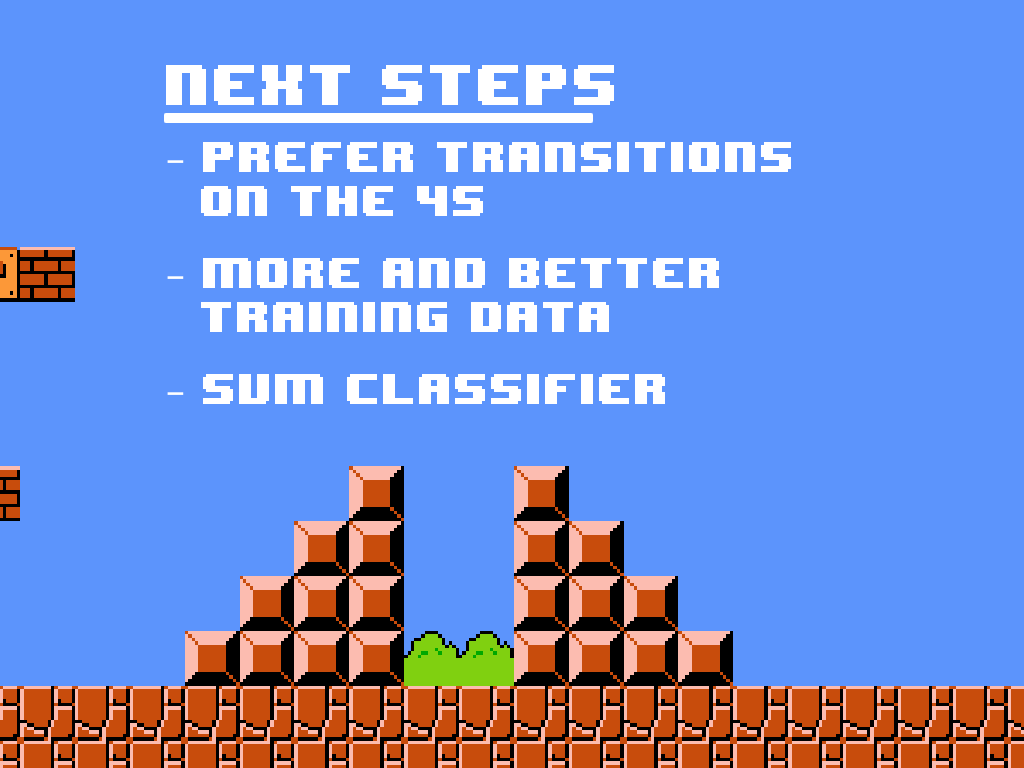 NEXT STEPS
- PREFER TRANSITIONS
ON THE 4S
- MORE AND BETTER
TRAINING DATA
- SVM CLASSIFIER